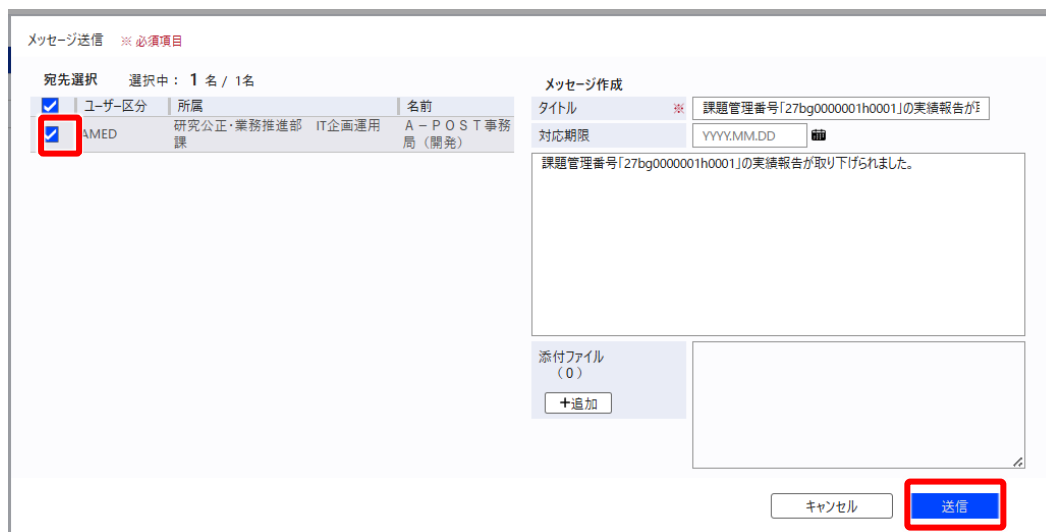 メッセージ送信 ※ 必須項目
宛先選択 選択中： 1 名 / 1名
ユーザー区分 所属 名前
AMED 研究公正・業務推進部 IT企画運用課 Ａ－ＰＯＳＴ事務局（開発）
メッセージ作成
タイトル ※ 課題管理番号「27bg0000001h0001」の実績報告が
対応期限 YYYY.MM.DD
課題管理番号「27bg0000001h0001」の実績報告が取り下げられました。
添付ファイル
（0）
+追加
キャンセル 送信